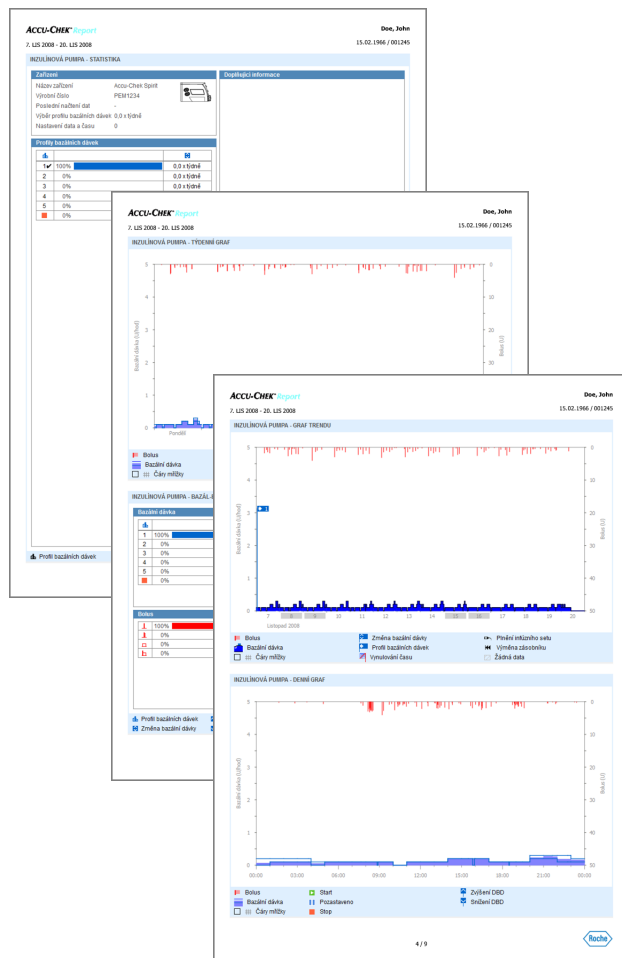 ACCU-CHEK® Report
Doe, John
7. LIS 2008 - 20. LIS 2008
15.02.1966 / 001245
INZULÍNOVÁ PUMPA - STATISTIKA
Zařízení
Doplňující informace
Název zařízení Accu-Chek Spirit
Výrobní číslo PEM1234
Poslední načtení dat -
Výběr profilu bazálních dávek 0,0 x týdně
Nastavení data a času 0
Profily bazálních dávek
1✔ 100% 0,0 x týdně
2 0% 0,0 x týdně
3 0% 0,0 x týdně
4 0%
5 0%
0%
Profil bazálních dávek
ACCU-CHEK® Report
Doe, John
7. LIS 2008 - 20. LIS 2008
15.02.1966 / 001245
INZULÍNOVÁ PUMPA - TÝDENNÍ GRAF
5 0
4 10
3 20
2 30
1
0
Bazální dávka (U/hod)
Bolus (U)
Pondělí
Bolus
Bazální dávka
Čáry mřížky
INZULÍNOVÁ PUMPA - BAZÁL-
Bazální dávka
1 100%
2 0%
3 0%
4 0%
5 0%
0%
Bolus
100%
0%
0%
0%
Profil bazálních dávek
Změna bazální dávky
ACCU-CHEK® Report
Doe, John
7. LIS 2008 - 20. LIS 2008
15.02.1966 / 001245
INZULÍNOVÁ PUMPA - GRAF TRENDU
5 0
4 10
3 20
2 30
1 40
0 50
Bazální dávka (U/hod)
Bolus (U)
1
7 8 9 10 11 12 13 14 15 16 17 18 19 20
Listopad 2008
Bolus Změna bazální dávky Plnění infúzního setu
Bazální dávka Profil bazálních dávek Výměna zásobníku
Čáry mřížky Vynulování času Žádná data
INZULÍNOVÁ PUMPA - DENNÍ GRAF
5 0
4 10
3 20
2 30
1 40
0 50
Bazální dávka (U/hod)
Bolus (U)
00:00 03:00 06:00 09:00 12:00 15:00 18:00 21:00 00:00
Bolus Start Zvýšení DBD
Bazální dávka Pozastaveno Snížení DBD
Čáry mřížky Stop
4 / 9
Roche